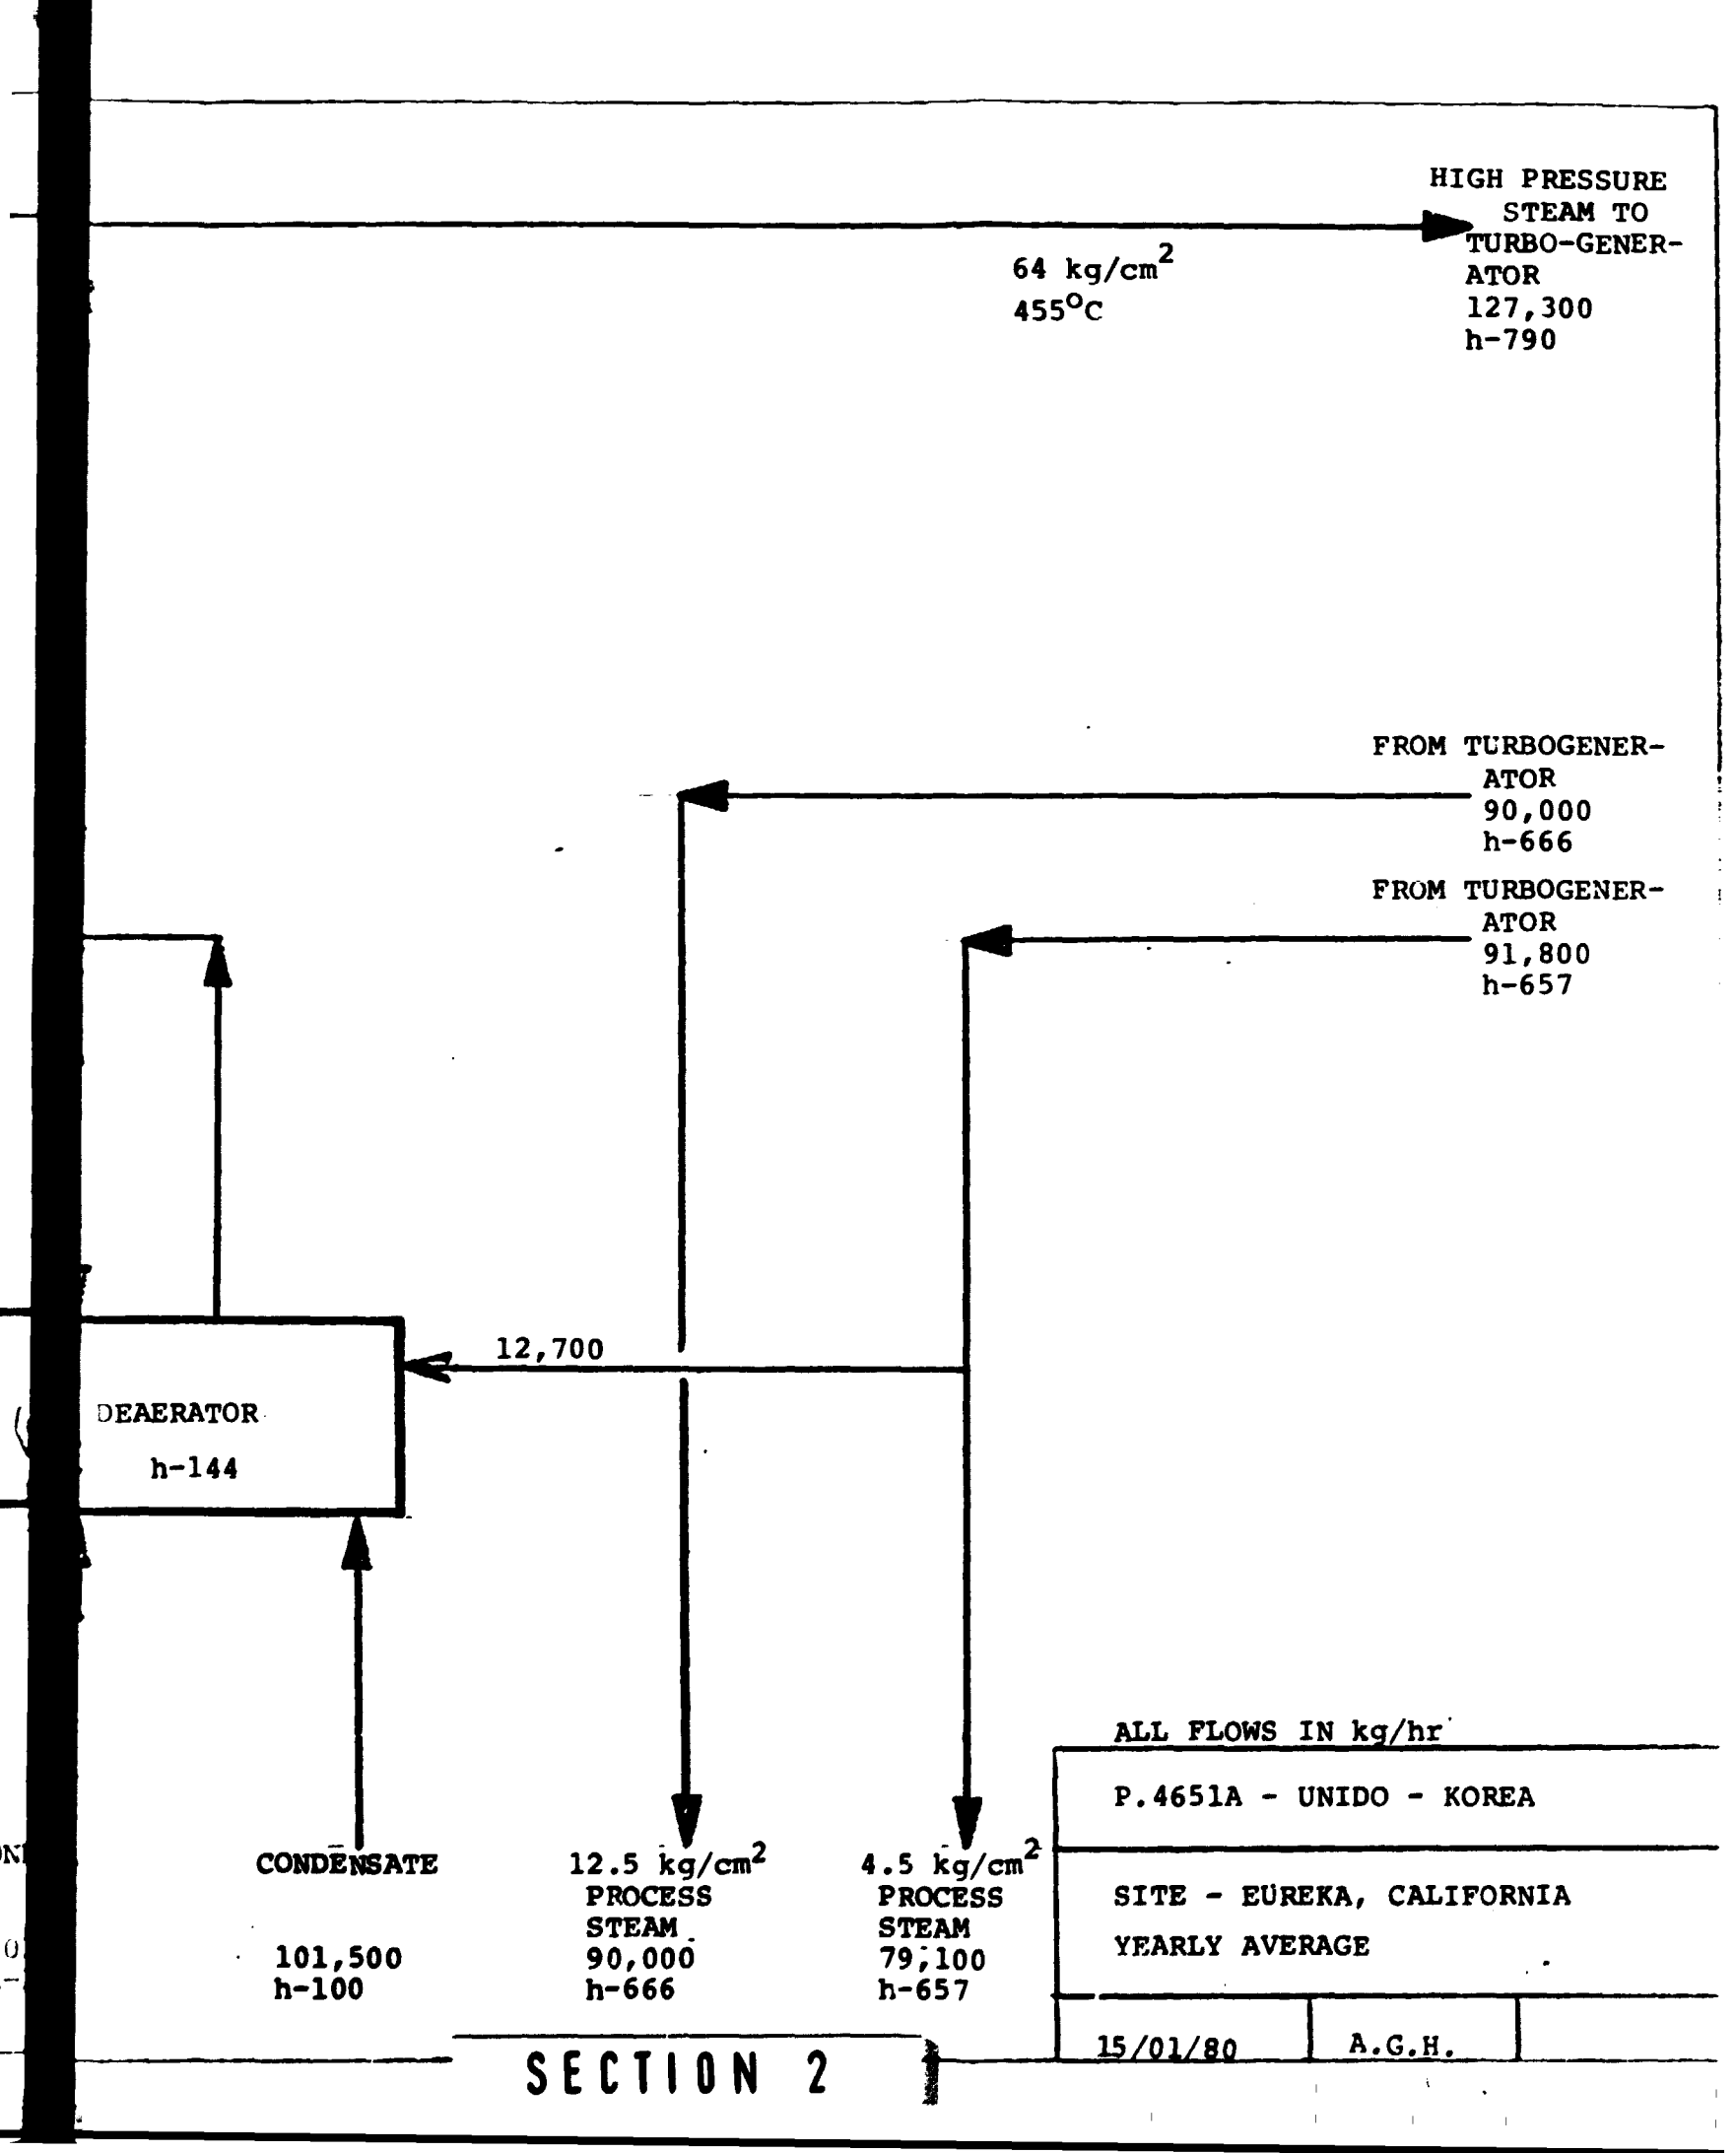 HIGH PRESSURE
STEAM TO
TURBO-GENER-
ATOR
127,300
h-790
64 kg/cm²
455°C
FROM TURBOGENER-
ATOR
90,000
h-666
FROM TURBOGENER-
ATOR
91,800
h-657
12,700
DEAERATOR
h-144
CONDENSATE
101,500
h-100
12.5 kg/cm²
PROCESS
STEAM
90,000
h-666
4.5 kg/cm²
PROCESS
STEAM
79,100
h-657
ALL FLOWS IN kg/hr
P.4651A - UNIDO - KOREA
SITE - EUREKA, CALIFORNIA
YEARLY AVERAGE
15/01/80
A.G.H.
SECTION 2